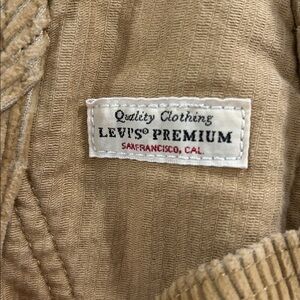 Quality Clothing
LEVI'S® PREMIUM
SAN FRANCISCO, CAL.